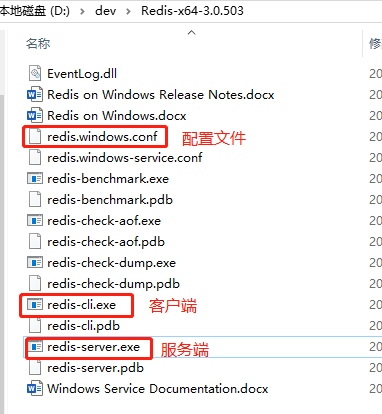 本地磁盘 (D:) › dev › Redis-x64-3.0.503
名称
EventLog.dll
20
Redis on Windows Release Notes.docx
20
Redis on Windows.docx
20
redis.windows.conf 配置文件
20
redis.windows-service.conf
20
redis-benchmark.exe
20
redis-benchmark.pdb
20
redis-check-aof.exe
20
redis-check-aof.pdb
20
redis-check-dump.exe
20
redis-check-dump.pdb
20
redis-cli.exe 客户端
20
redis-cli.pdb
20
redis-server.exe 服务端
20
redis-server.pdb
20
Windows Service Documentation.docx
20